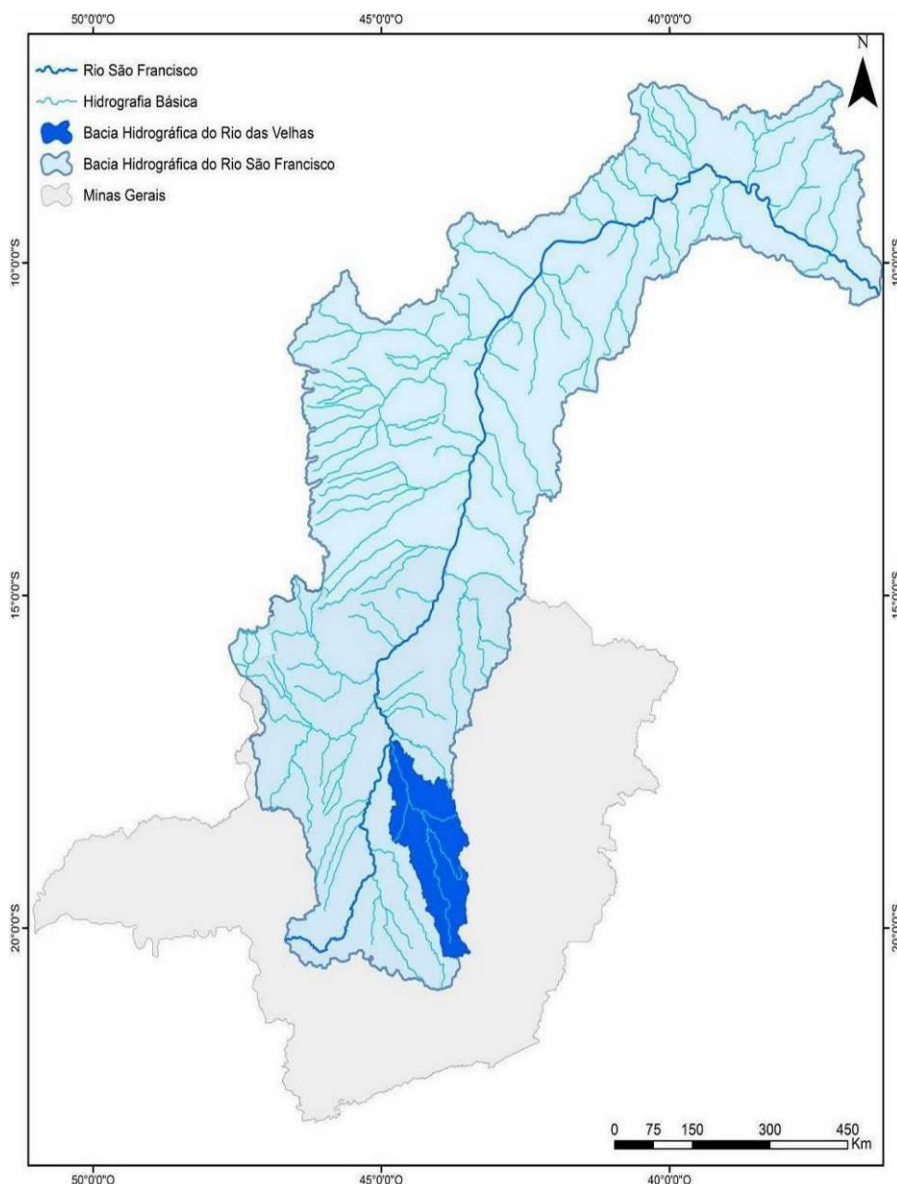 50°0'0"O 45°0'0"O 40°0'0"O
N
Rio São Francisco
Hidrografia Básica
Bacia Hidrográfica do Rio das Velhas
Bacia Hidrográfica do Rio São Francisco
Minas Gerais
10°0'0"S 10°0'0"S
15°0'0"S 15°0'0"S
20°0'0"S 20°0'0"S
0 75 150 300 450
Km
50°0'0"O 45°0'0"O 40°0'0"O